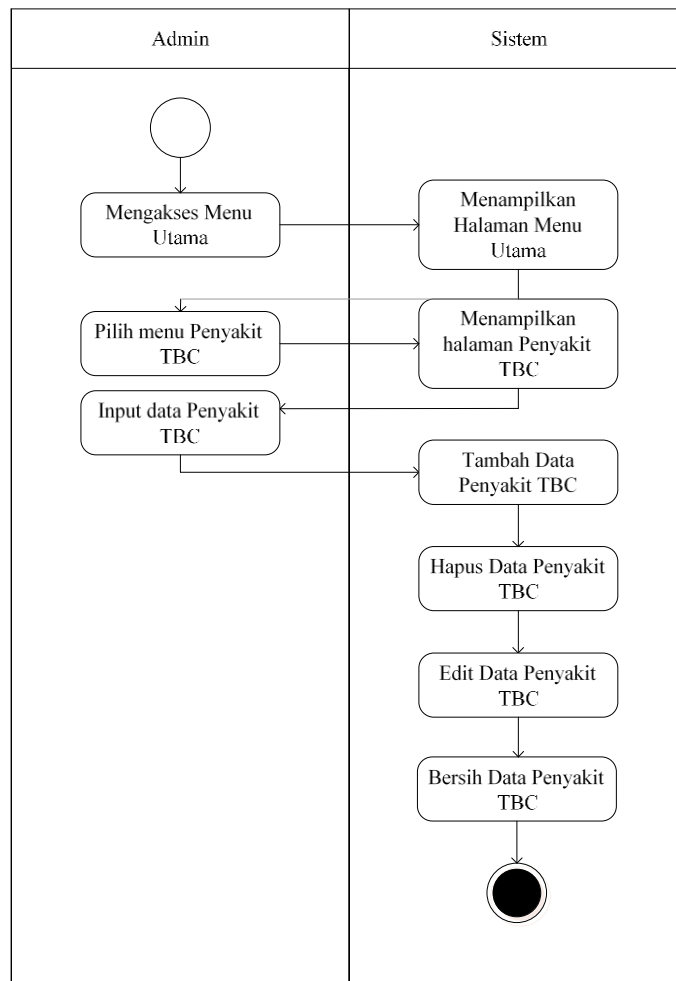 Admin
Sistem
Mengakses Menu
Utama
Menampilkan
Halaman Menu
Utama
Pilih menu Penyakit
TBC
Menampilkan
halaman Penyakit
TBC
Input data Penyakit
TBC
Tambah Data
Penyakit TBC
Hapus Data Penyakit
TBC
Edit Data Penyakit
TBC
Bersih Data Penyakit
TBC